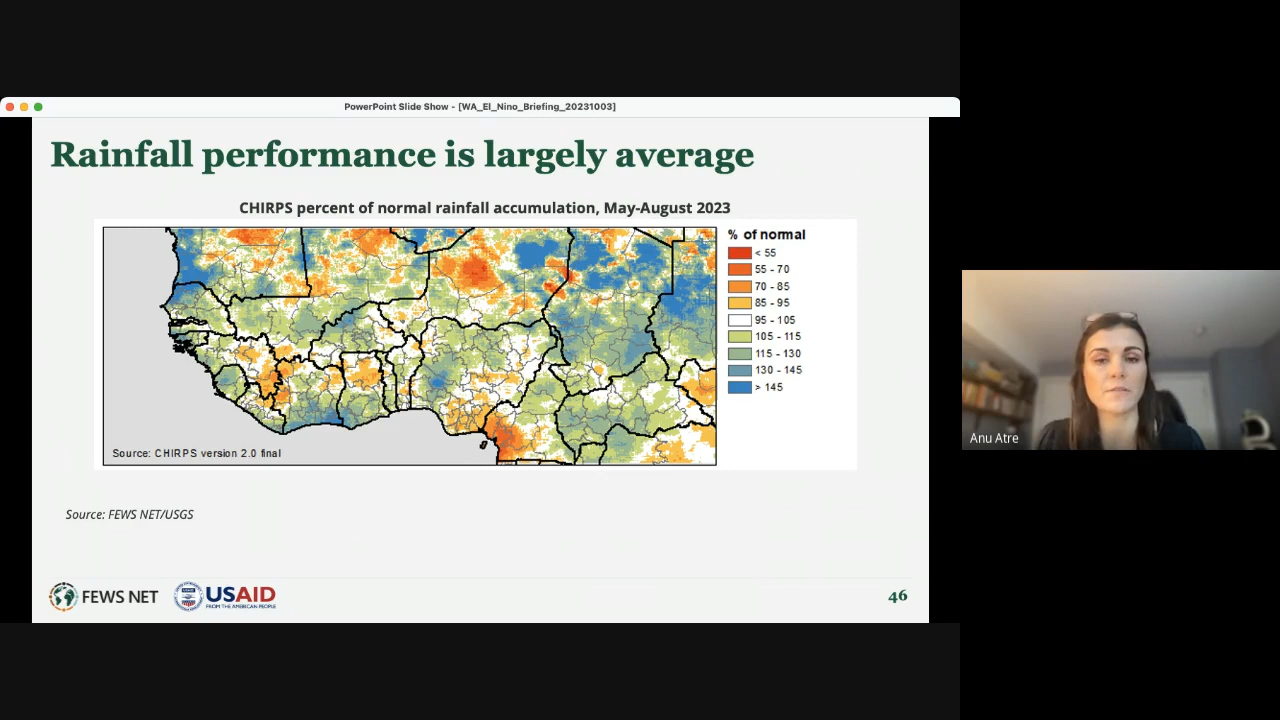 PowerPoint Slide Show - [WA_El_Nino_Briefing_20231003]
Rainfall performance is largely average
CHIRPS percent of normal rainfall accumulation, May-August 2023
% of normal
< 55
55 - 70
70 - 85
85 - 95
95 - 105
105 - 115
115 - 130
130 - 145
> 145
Source: CHIRPS version 2.0 final
Anu Atre
Source: FEWS NET/USGS
FEWS NET
USAID
FROM THE AMERICAN PEOPLE
46